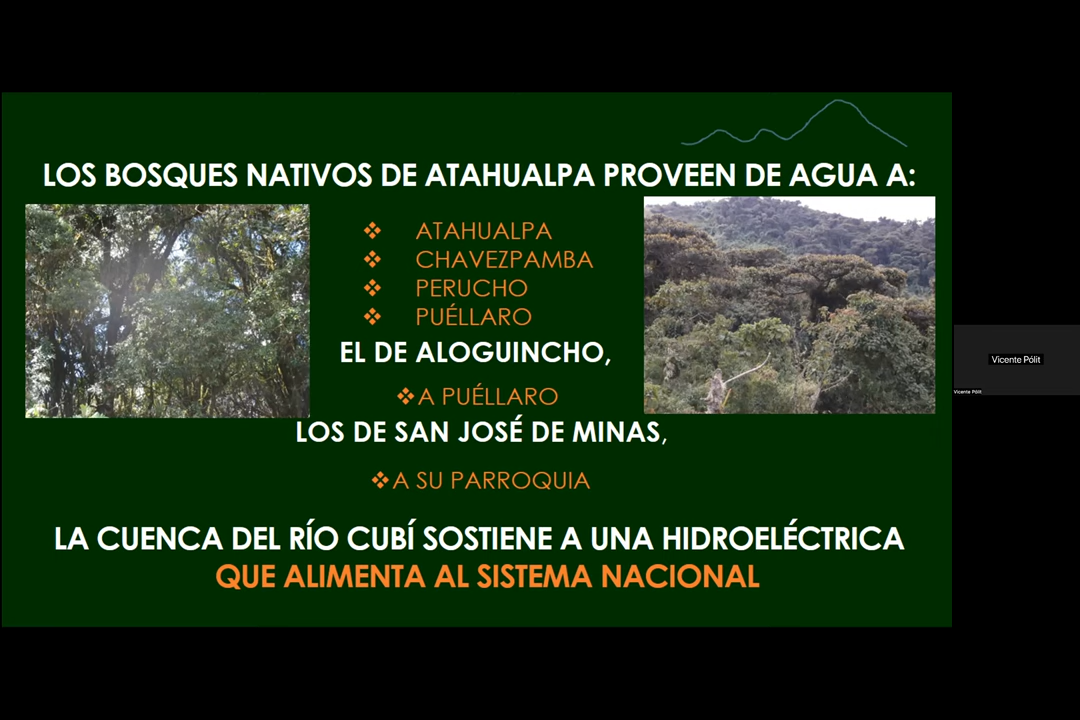 LOS BOSQUES NATIVOS DE ATAHUALPA PROVEEN DE AGUA A:
❖ ATAHUALPA
❖ CHAVEZPAMBA
❖ PERUCHO
❖ PUÉLLARO
EL DE ALOGUINCHO,
❖A PUÉLLARO
LOS DE SAN JOSÉ DE MINAS,
❖A SU PARROQUIA
LA CUENCA DEL RÍO CUBÍ SOSTIENE A UNA HIDROELÉCTRICA
QUE ALIMENTA AL SISTEMA NACIONAL
Vicente Pólit
Vicente Pólit